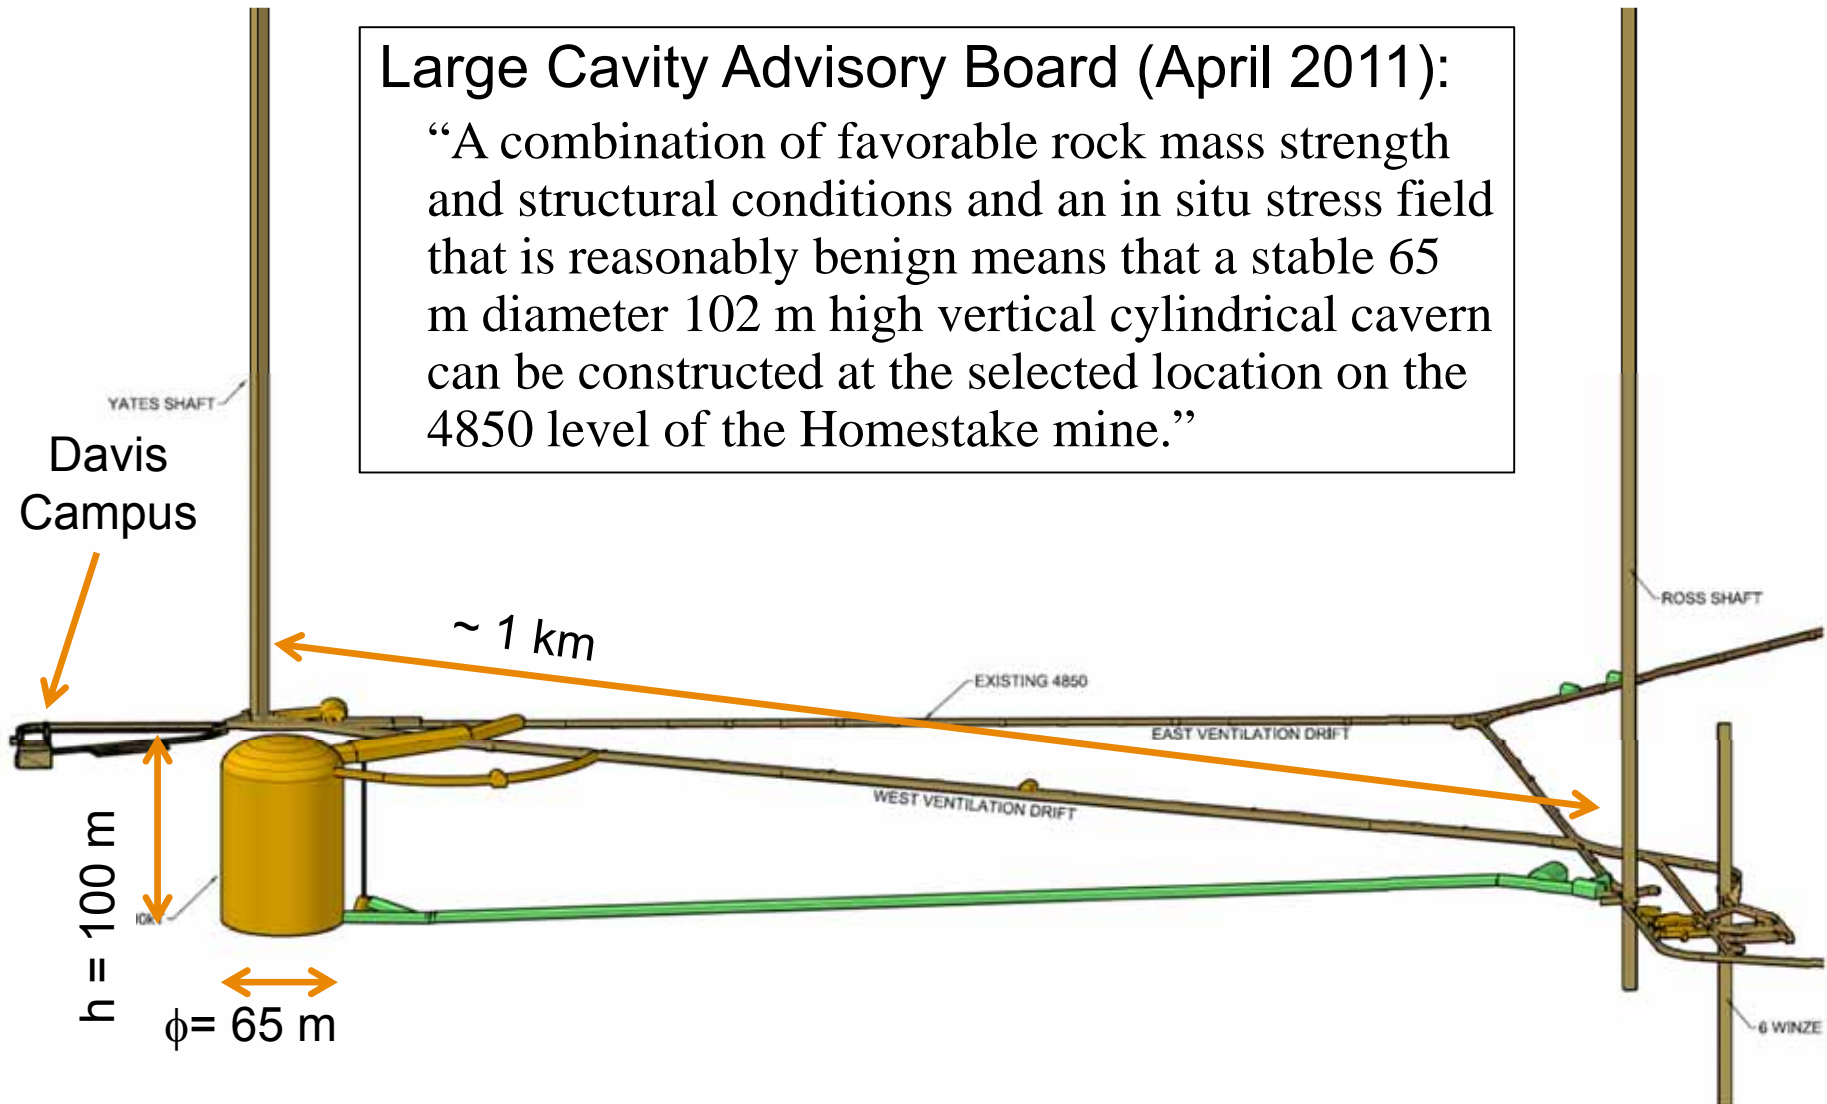 Large Cavity Advisory Board (April 2011):
“A combination of favorable rock mass strength
and structural conditions and an in situ stress field
that is reasonably benign means that a stable 65
m diameter 102 m high vertical cylindrical cavern
can be constructed at the selected location on the
4850 level of the Homestake mine.”
YATES SHAFT
Davis
Campus
~ 1 km
ROSS SHAFT
EXISTING 4850
EAST VENTILATION DRIFT
WEST VENTILATION DRIFT
h = 100 m
ϕ= 65 m
6 WINZE